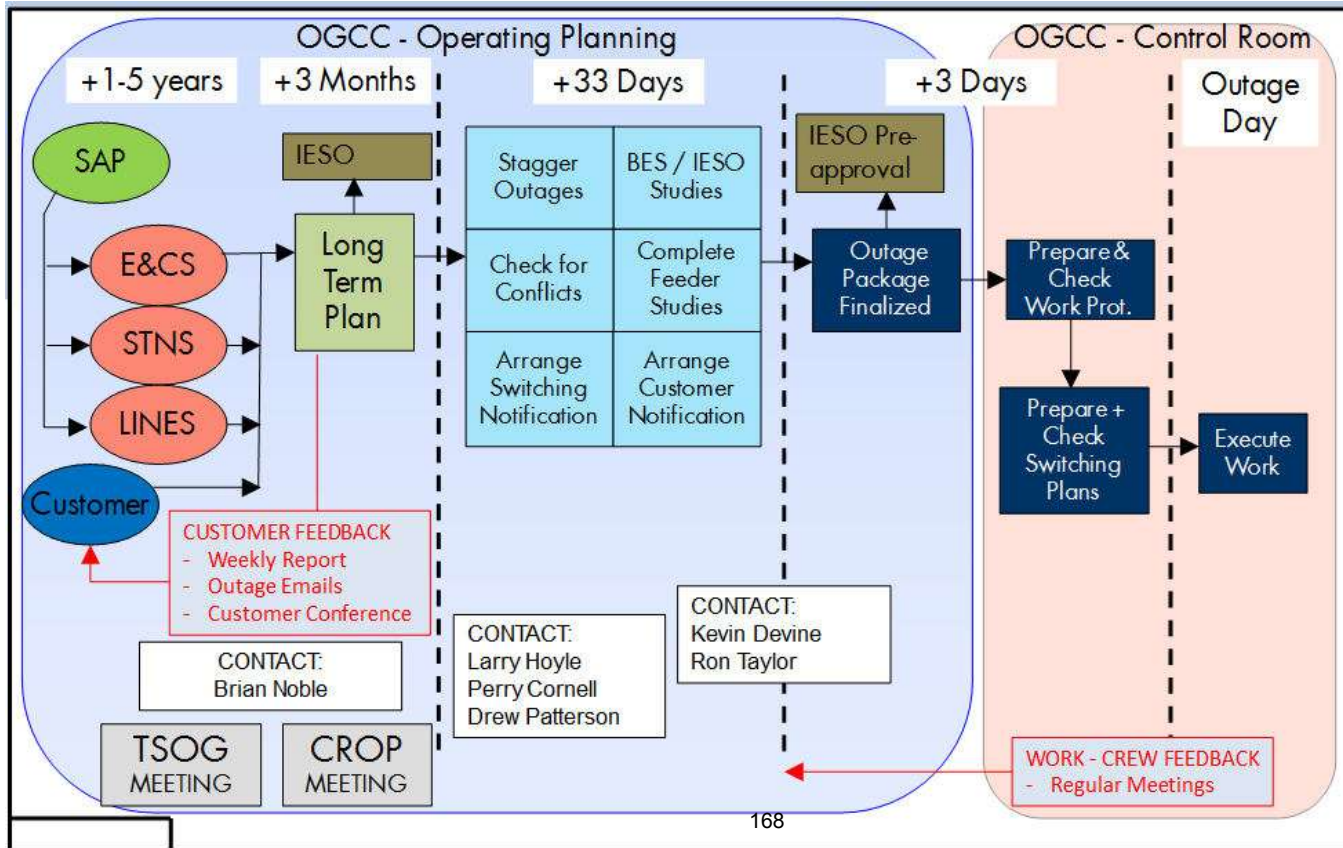 OGCC - Operating Planning
OGCC - Control Room
+1-5 years
+3 Months
+33 Days
+3 Days
Outage
Day
SAP
E&CS
STNS
LINES
Customer
IESO
Long
Term
Plan
CUSTOMER FEEDBACK
- Weekly Report
- Outage Emails
- Customer Conference
CONTACT:
Brian Noble
TSOG
MEETING
CROP
MEETING
Stagger
Outages
BES / IESO
Studies
Check for
Conflicts
Complete
Feeder
Studies
Arrange
Switching
Notification
Arrange
Customer
Notification
CONTACT:
Larry Hoyle
Perry Cornell
Drew Patterson
IESO Pre-
approval
Outage
Package
Finalized
CONTACT:
Kevin Devine
Ron Taylor
Prepare &
Check
Work Prot.
Prepare +
Check
Switching
Plans
Execute
Work
WORK - CREW FEEDBACK
- Regular Meetings
168